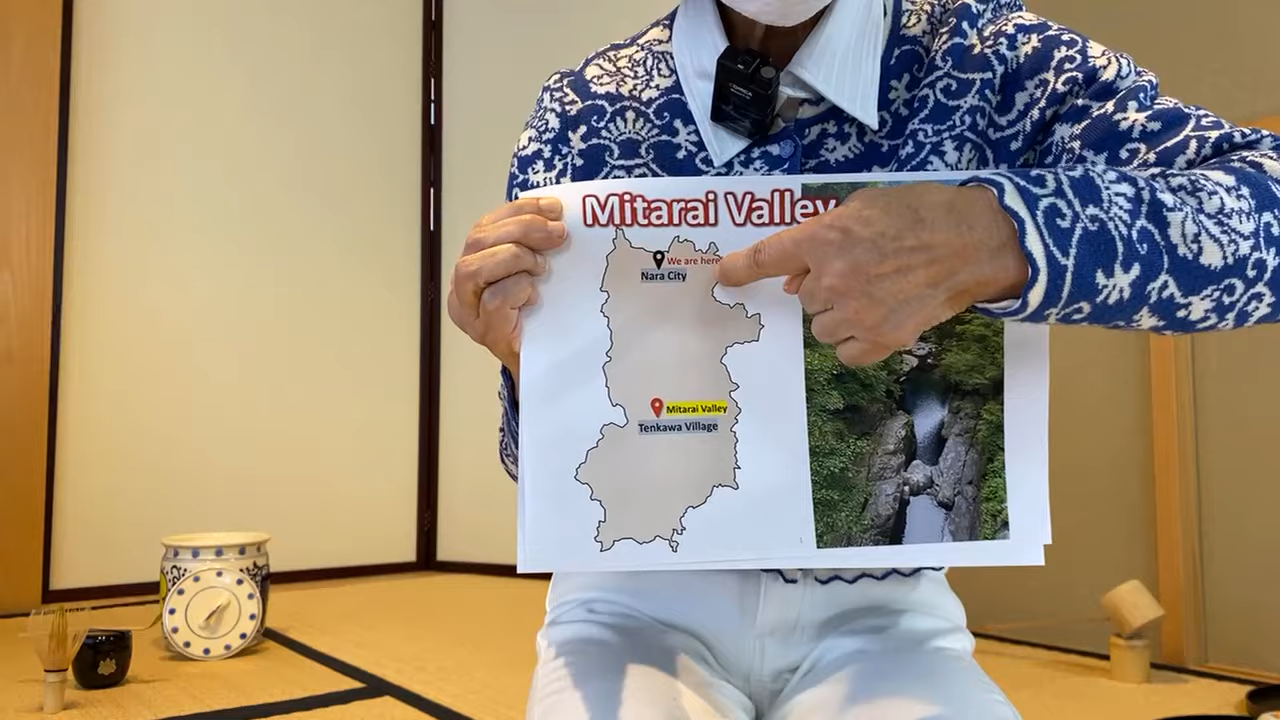 Mitarai Valley
We are here
Nara City
Mitarai Valley
Tenkawa Village